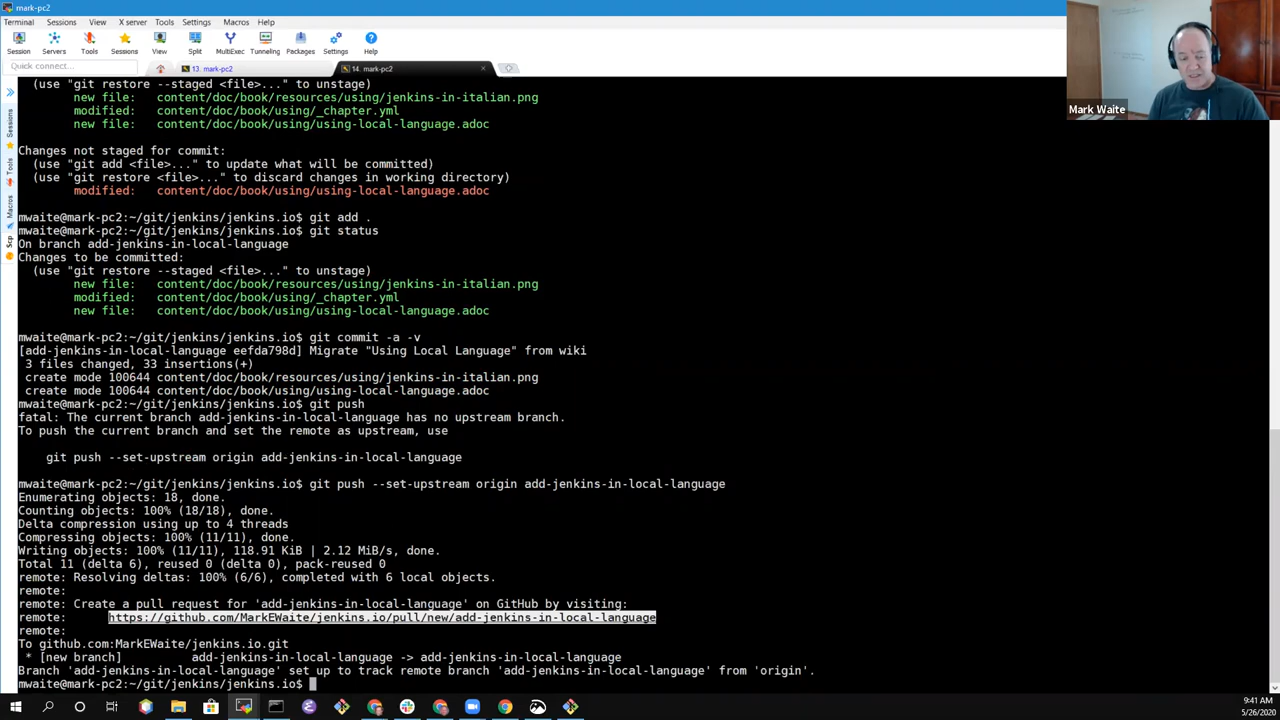 mark-pc2
Terminal Sessions View X server Tools Settings Macros Help
Session Servers Tools Sessions View Split MultiExec Tunneling Packages Settings Help
Quick connect...
13. mark-pc2
14. mark-pc2
Sessions
Tools
Macros
Scp
Mark Waite
(use "git restore --staged <file>..." to unstage)
new file: content/doc/book/resources/using/jenkins-in-italian.png
modified: content/doc/book/using/_chapter.yml
new file: content/doc/book/using/using-local-language.adoc
Changes not staged for commit:
(use "git add <file>..." to update what will be committed)
(use "git restore <file>..." to discard changes in working directory)
modified: content/doc/book/using/using-local-language.adoc
mwaite@mark-pc2:~/git/jenkins/jenkins.io$ git add .
mwaite@mark-pc2:~/git/jenkins/jenkins.io$ git status
On branch add-jenkins-in-local-language
Changes to be committed:
(use "git restore --staged <file>..." to unstage)
new file: content/doc/book/resources/using/jenkins-in-italian.png
modified: content/doc/book/using/_chapter.yml
new file: content/doc/book/using/using-local-language.adoc
mwaite@mark-pc2:~/git/jenkins/jenkins.io$ git commit -a -v
[add-jenkins-in-local-language eefda798d] Migrate "Using Local Language" from wiki
3 files changed, 33 insertions(+)
create mode 100644 content/doc/book/resources/using/jenkins-in-italian.png
create mode 100644 content/doc/book/using/using-local-language.adoc
mwaite@mark-pc2:~/git/jenkins/jenkins.io$ git push
fatal: The current branch add-jenkins-in-local-language has no upstream branch.
To push the current branch and set the remote as upstream, use
git push --set-upstream origin add-jenkins-in-local-language
mwaite@mark-pc2:~/git/jenkins/jenkins.io$ git push --set-upstream origin add-jenkins-in-local-language
Enumerating objects: 18, done.
Counting objects: 100% (18/18), done.
Delta compression using up to 4 threads
Compressing objects: 100% (11/11), done.
Writing objects: 100% (11/11), 118.91 KiB | 2.12 MiB/s, done.
Total 11 (delta 6), reused 0 (delta 0), pack-reused 0
remote: Resolving deltas: 100% (6/6), completed with 6 local objects.
remote:
remote: Create a pull request for 'add-jenkins-in-local-language' on GitHub by visiting:
remote: https://github.com/MarkEWaite/jenkins.io/pull/new/add-jenkins-in-local-language
remote:
To github.com:MarkEWaite/jenkins.io.git
* [new branch] add-jenkins-in-local-language -> add-jenkins-in-local-language
Branch 'add-jenkins-in-local-language' set up to track remote branch 'add-jenkins-in-local-language' from 'origin'.
mwaite@mark-pc2:~/git/jenkins/jenkins.io$
9:41 AM
5/26/2020